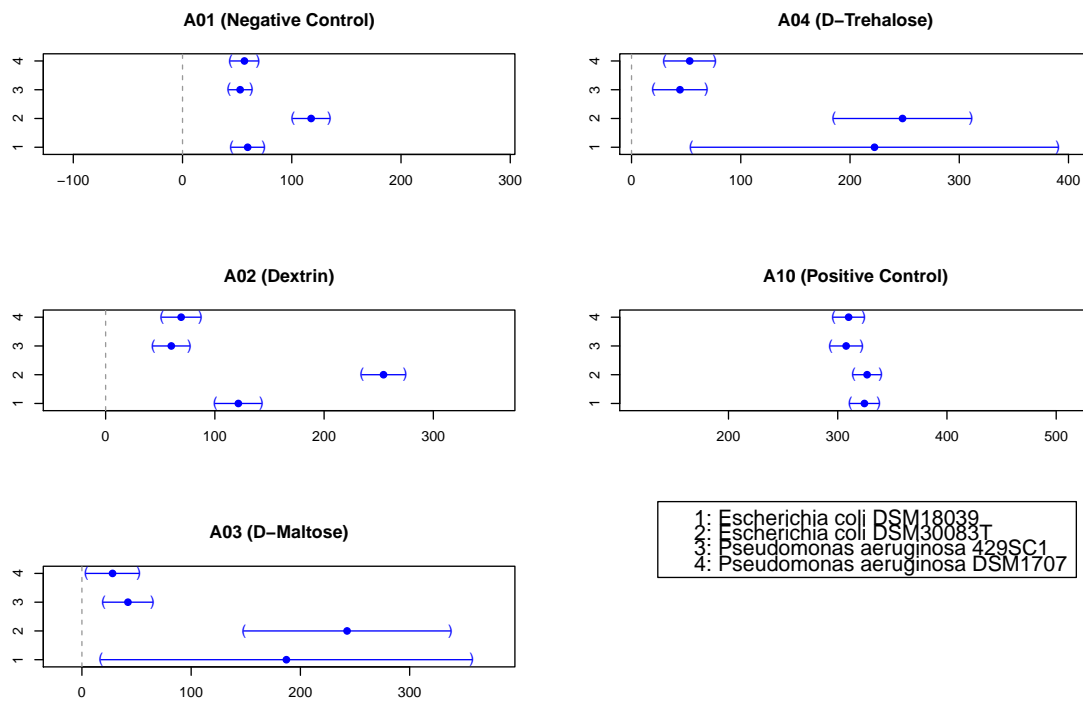 A01 (Negative Control)
4
3
2
1
−100 0 100 200 300
A04 (D−Trehalose)
4
3
2
1
0 100 200 300 400
A02 (Dextrin)
4
3
2
1
0 100 200 300
A10 (Positive Control)
4
3
2
1
200 300 400 500
A03 (D−Maltose)
4
3
2
1
0 100 200 300
1: Escherichia coli DSM18039
2: Escherichia coli DSM30083T
3: Pseudomonas aeruginosa 429SC1
4: Pseudomonas aeruginosa DSM1707